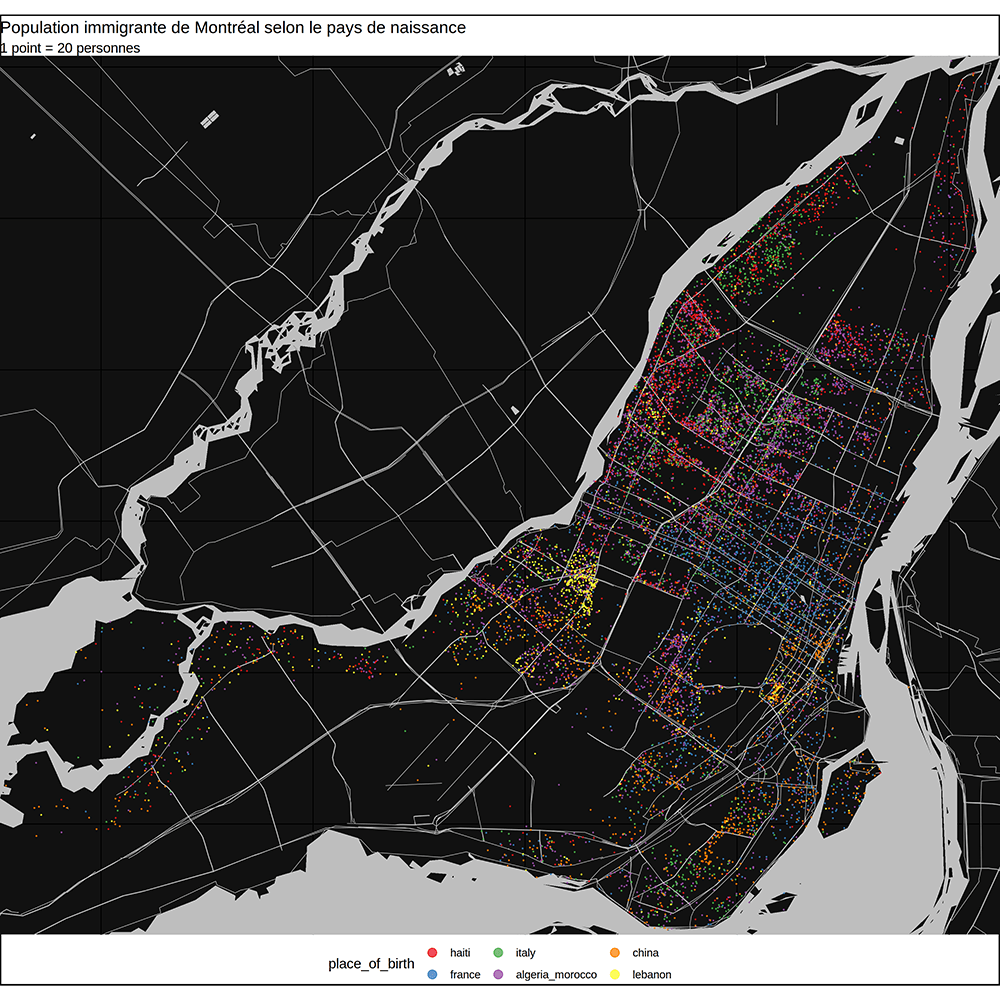 Population immigrante de Montréal selon le pays de naissance
1 point = 20 personnes
place_of_birth
haiti
italy
china
france
algeria_morocco
lebanon